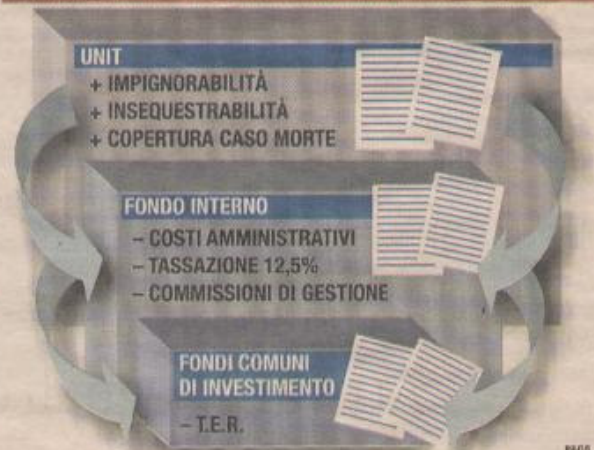 UNIT
+ IMPIGNORABILITÀ
+ INSEQUESTRABILITÀ
+ COPERTURA CASO MORTE
FONDO INTERNO
– COSTI AMMINISTRATIVI
– TASSAZIONE 12,5%
– COMMISSIONI DI GESTIONE
FONDI COMUNI
DI INVESTIMENTO
– T.E.R.